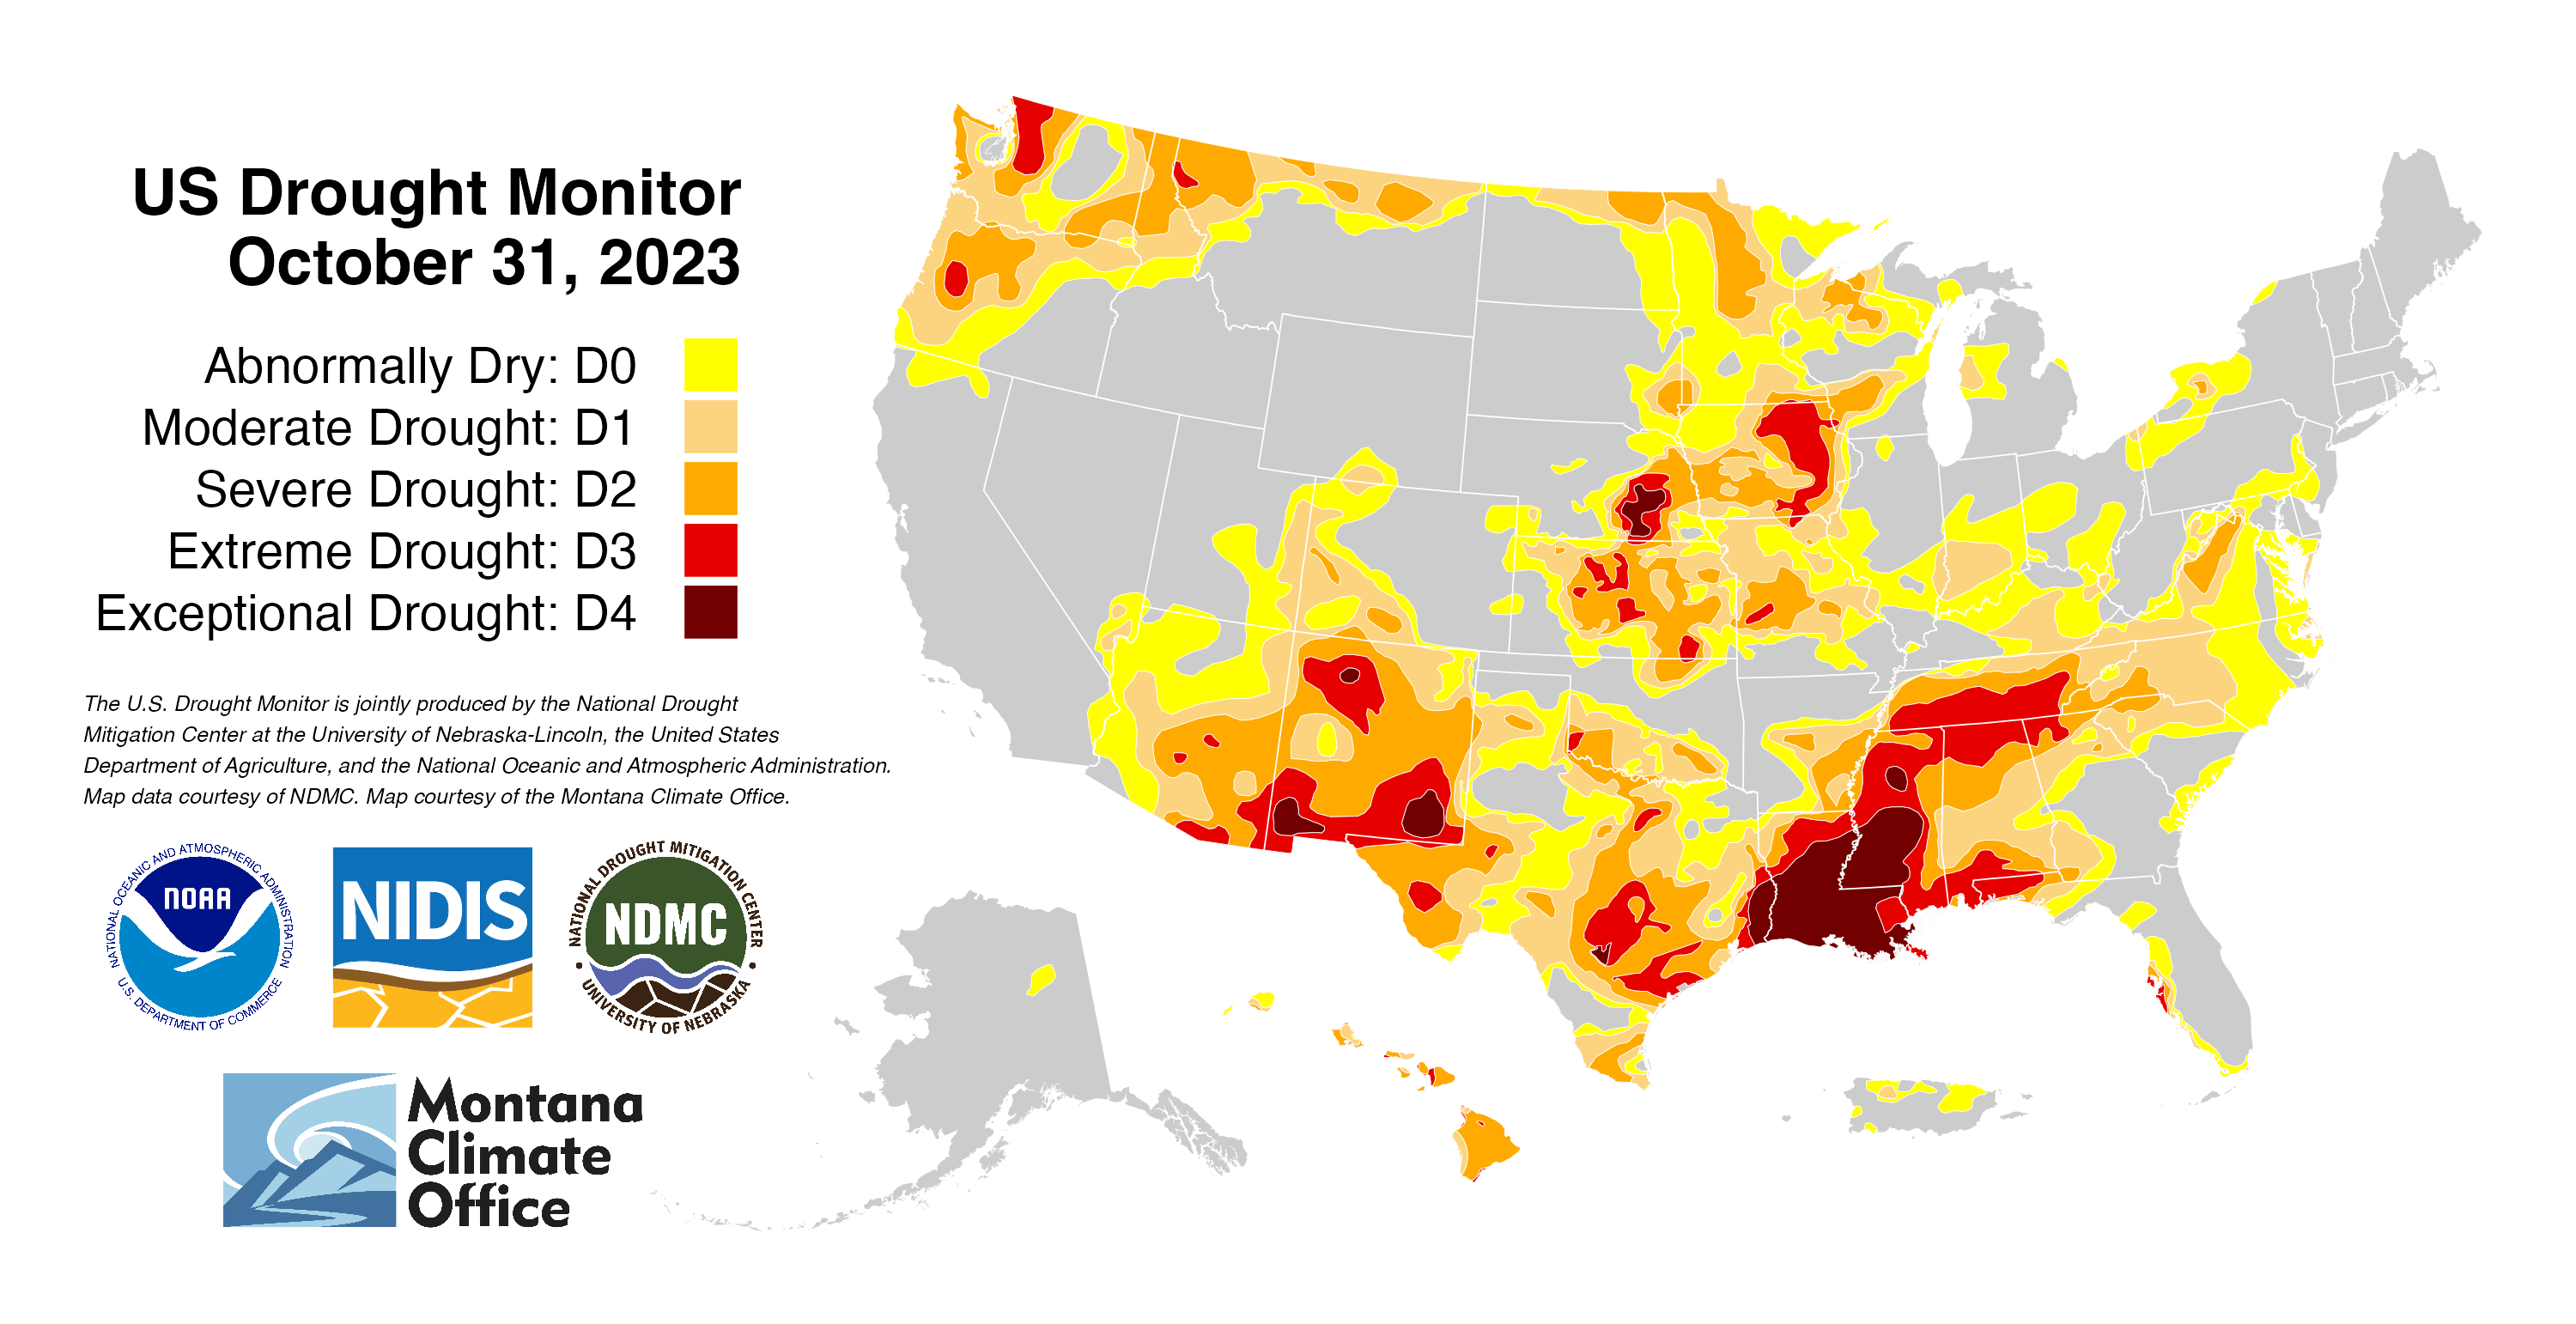 US Drought Monitor
October 31, 2023
Abnormally Dry: D0
Moderate Drought: D1
Severe Drought: D2
Extreme Drought: D3
Exceptional Drought: D4
The U.S. Drought Monitor is jointly produced by the National Drought
Mitigation Center at the University of Nebraska-Lincoln, the United States
Department of Agriculture, and the National Oceanic and Atmospheric Administration.
Map data courtesy of NDMC. Map courtesy of the Montana Climate Office.
NATIONAL OCEANIC AND ATMOSPHERIC ADMINISTRATION
NOAA
U.S. DEPARTMENT OF COMMERCE
NIDIS
NATIONAL DROUGHT MITIGATION CENTER
NDMC
UNIVERSITY OF NEBRASKA
Montana
Climate
Office